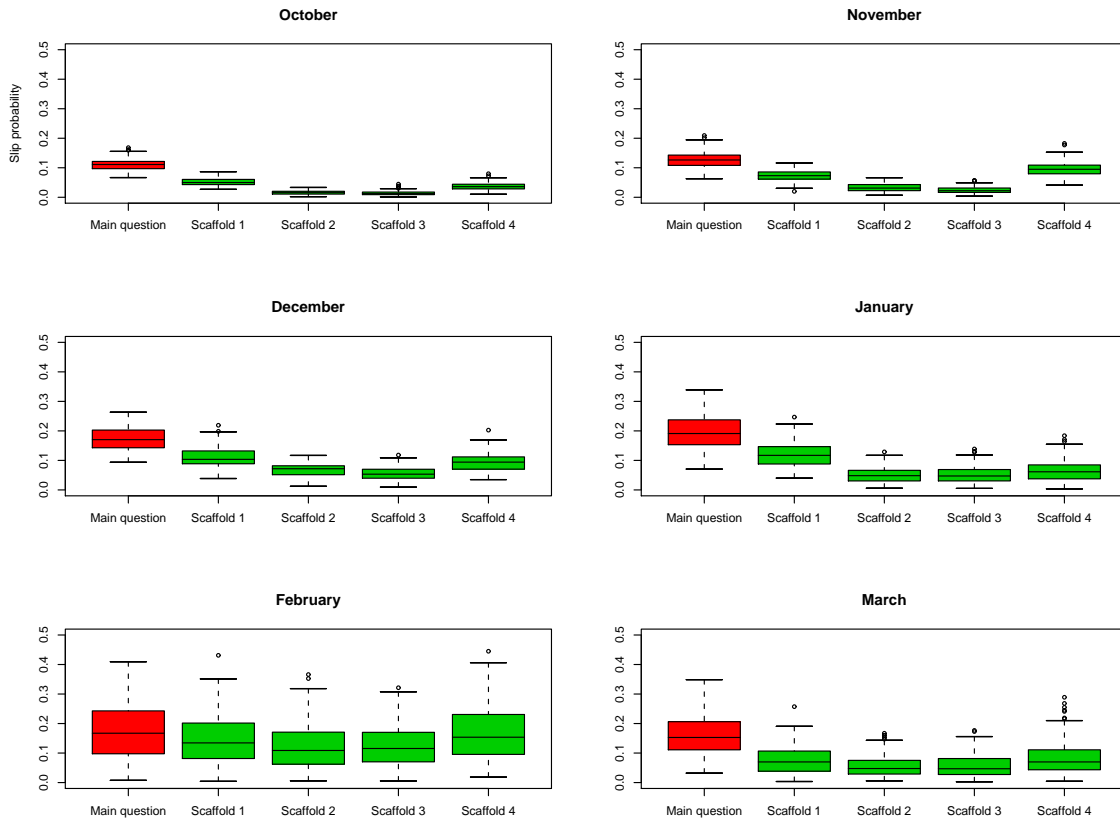 October
Slip probability
0.0 0.1 0.2 0.3 0.4 0.5
Main question Scaffold 1 Scaffold 2 Scaffold 3 Scaffold 4
November
0.0 0.1 0.2 0.3 0.4 0.5
Main question Scaffold 1 Scaffold 2 Scaffold 3 Scaffold 4
December
0.0 0.1 0.2 0.3 0.4 0.5
Main question Scaffold 1 Scaffold 2 Scaffold 3 Scaffold 4
January
0.0 0.1 0.2 0.3 0.4 0.5
Main question Scaffold 1 Scaffold 2 Scaffold 3 Scaffold 4
February
0.0 0.1 0.2 0.3 0.4 0.5
Main question Scaffold 1 Scaffold 2 Scaffold 3 Scaffold 4
March
0.0 0.1 0.2 0.3 0.4 0.5
Main question Scaffold 1 Scaffold 2 Scaffold 3 Scaffold 4